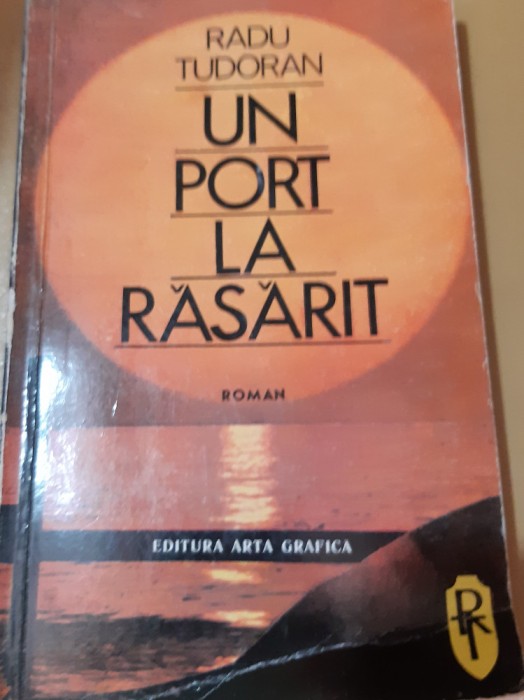 RADU
TUDORAN
UN
PORT
LA
RĂSĂRIT
ROMAN
EDITURA ARTA GRAFICA